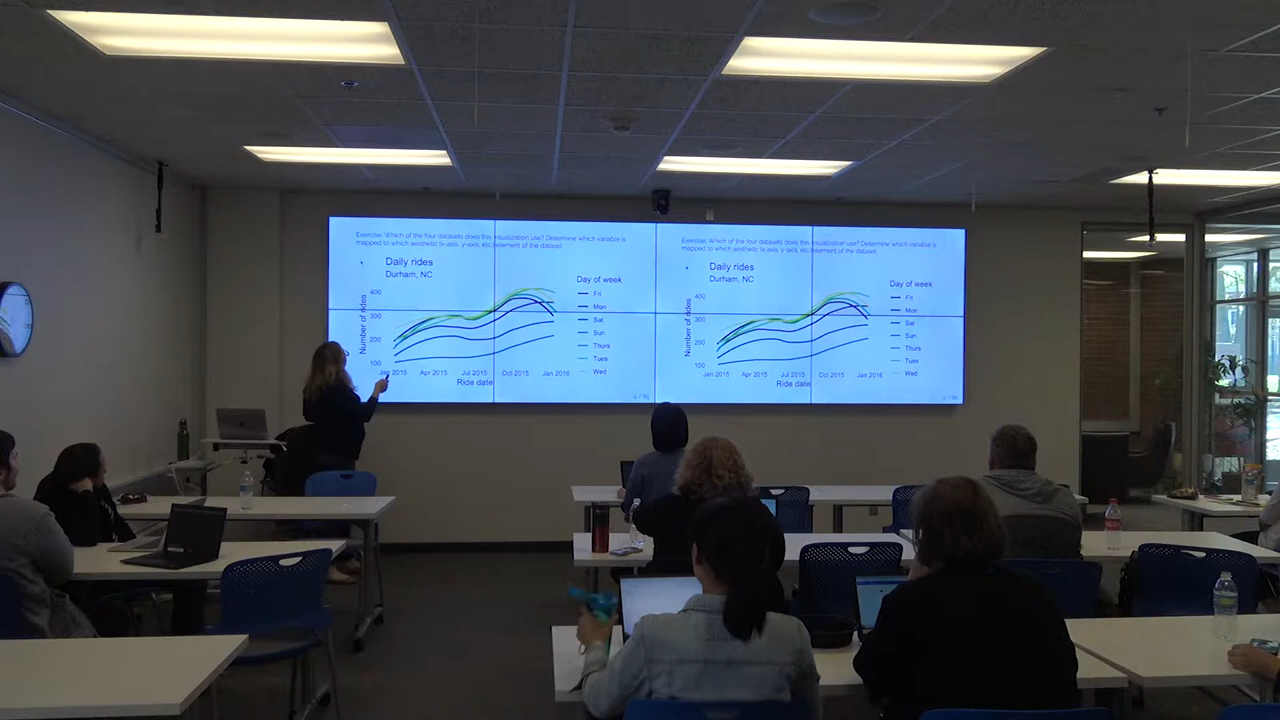 Exercise: Which of the four datasets does this visualization use? Determine which variable is
mapped to which aesthetic (x-axis, y-axis, etc.) element of the dataset.
Daily rides
Durham, NC
Number of rides
400
300
200
100
Jan 2015 Apr 2015 Jul 2015 Oct 2015 Jan 2016
Ride date
Day of week
Fri
Mon
Sat
Sun
Thurs
Tues
Wed
Exercise: Which of the four datasets does this visualization use? Determine which variable is
mapped to which aesthetic (x-axis, y-axis, etc.) element of the dataset.
Daily rides
Durham, NC
Number of rides
400
300
200
100
Jan 2015 Apr 2015 Jul 2015 Oct 2015 Jan 2016
Ride date
Day of week
Fri
Mon
Sat
Sun
Thurs
Tues
Wed